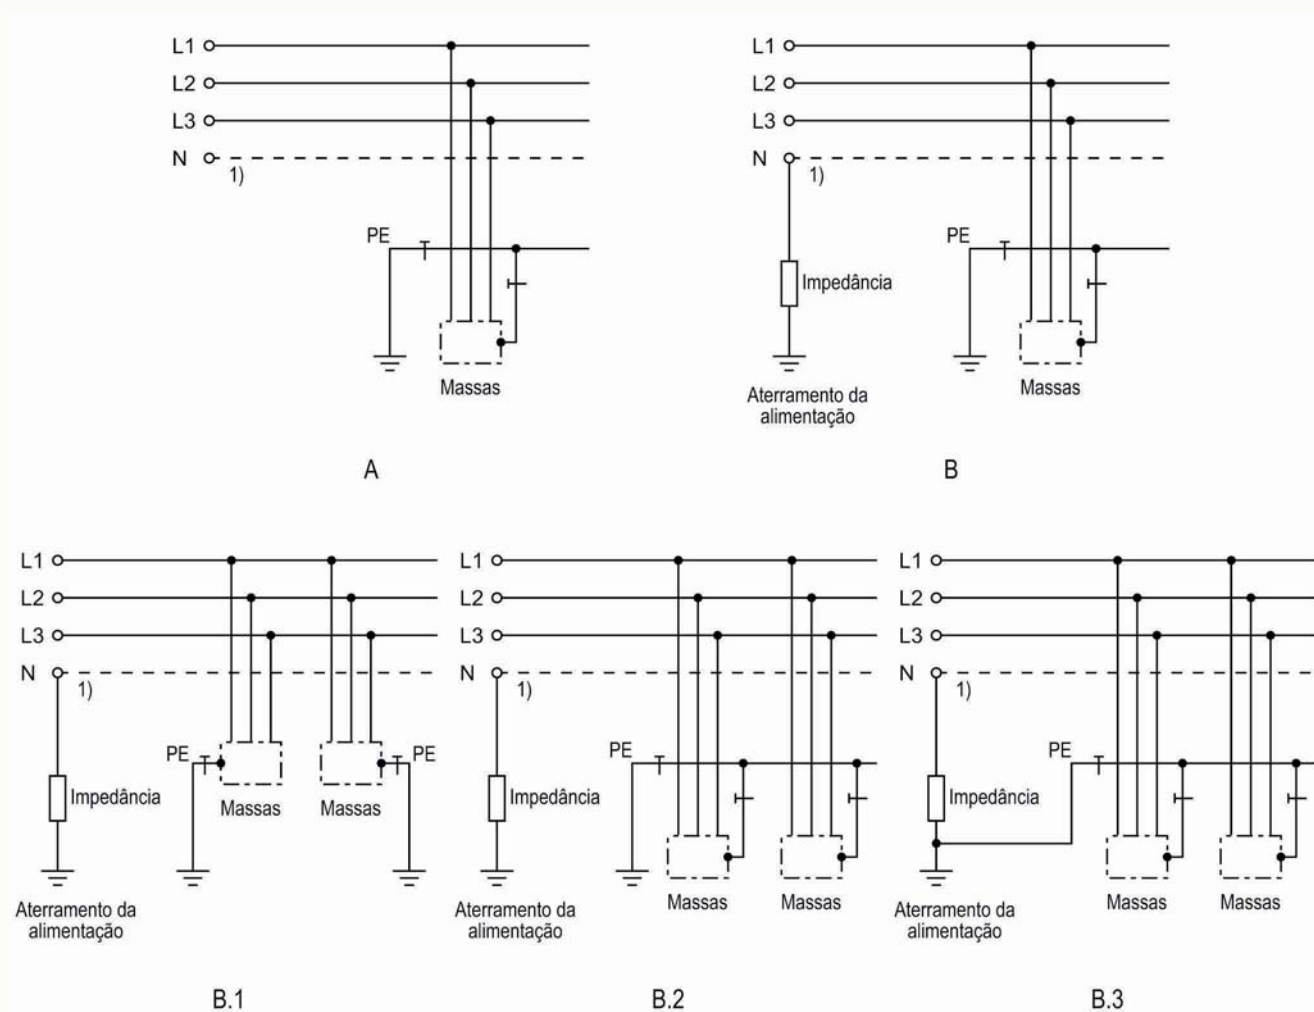 L1
L2
L3
N
1)
PE
Massas
A
L1
L2
L3
N
1)
PE
Impedância
Massas
Aterramento da
alimentação
B
L1
L2
L3
N
1)
PE
PE
Impedância
Massas
Massas
Aterramento da
alimentação
B.1
L1
L2
L3
N
1)
PE
Impedância
Massas
Massas
Aterramento da
alimentação
B.2
L1
L2
L3
N
1)
PE
Impedância
Massas
Massas
Aterramento da
alimentação
B.3